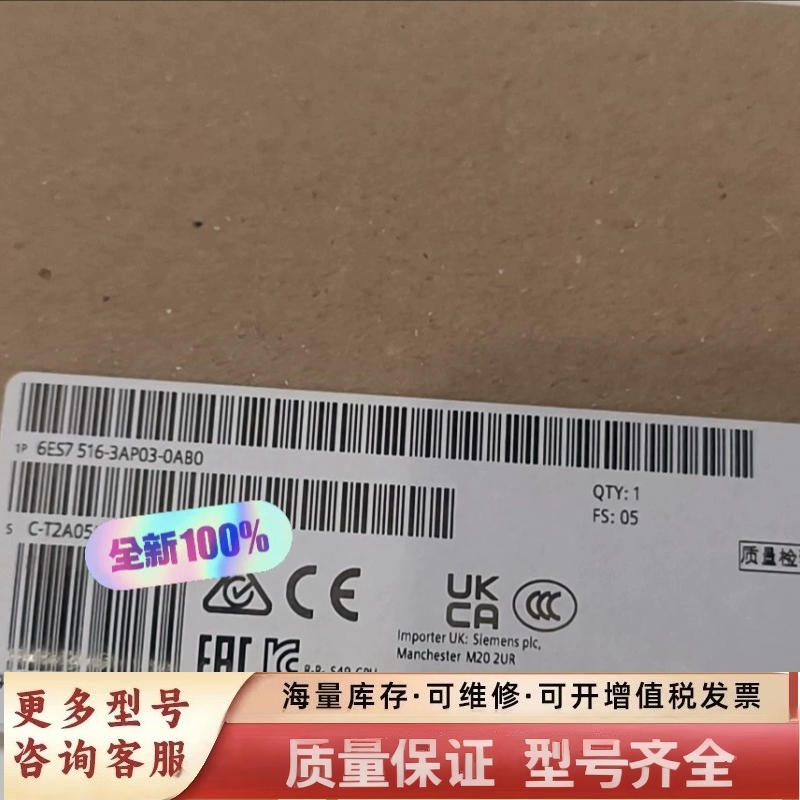 1P 6ES7 516-3AP03-0AB0
QTY: 1
FS: 05
S C-T2A05
全新100%
质量检
CE
UK
CA
CCC
Importer UK: Siemens plc,
Manchester M20 2UR
EAC
更多型号
咨询客服
海量库存·可维修·可开增值税发票
质量保证 型号齐全